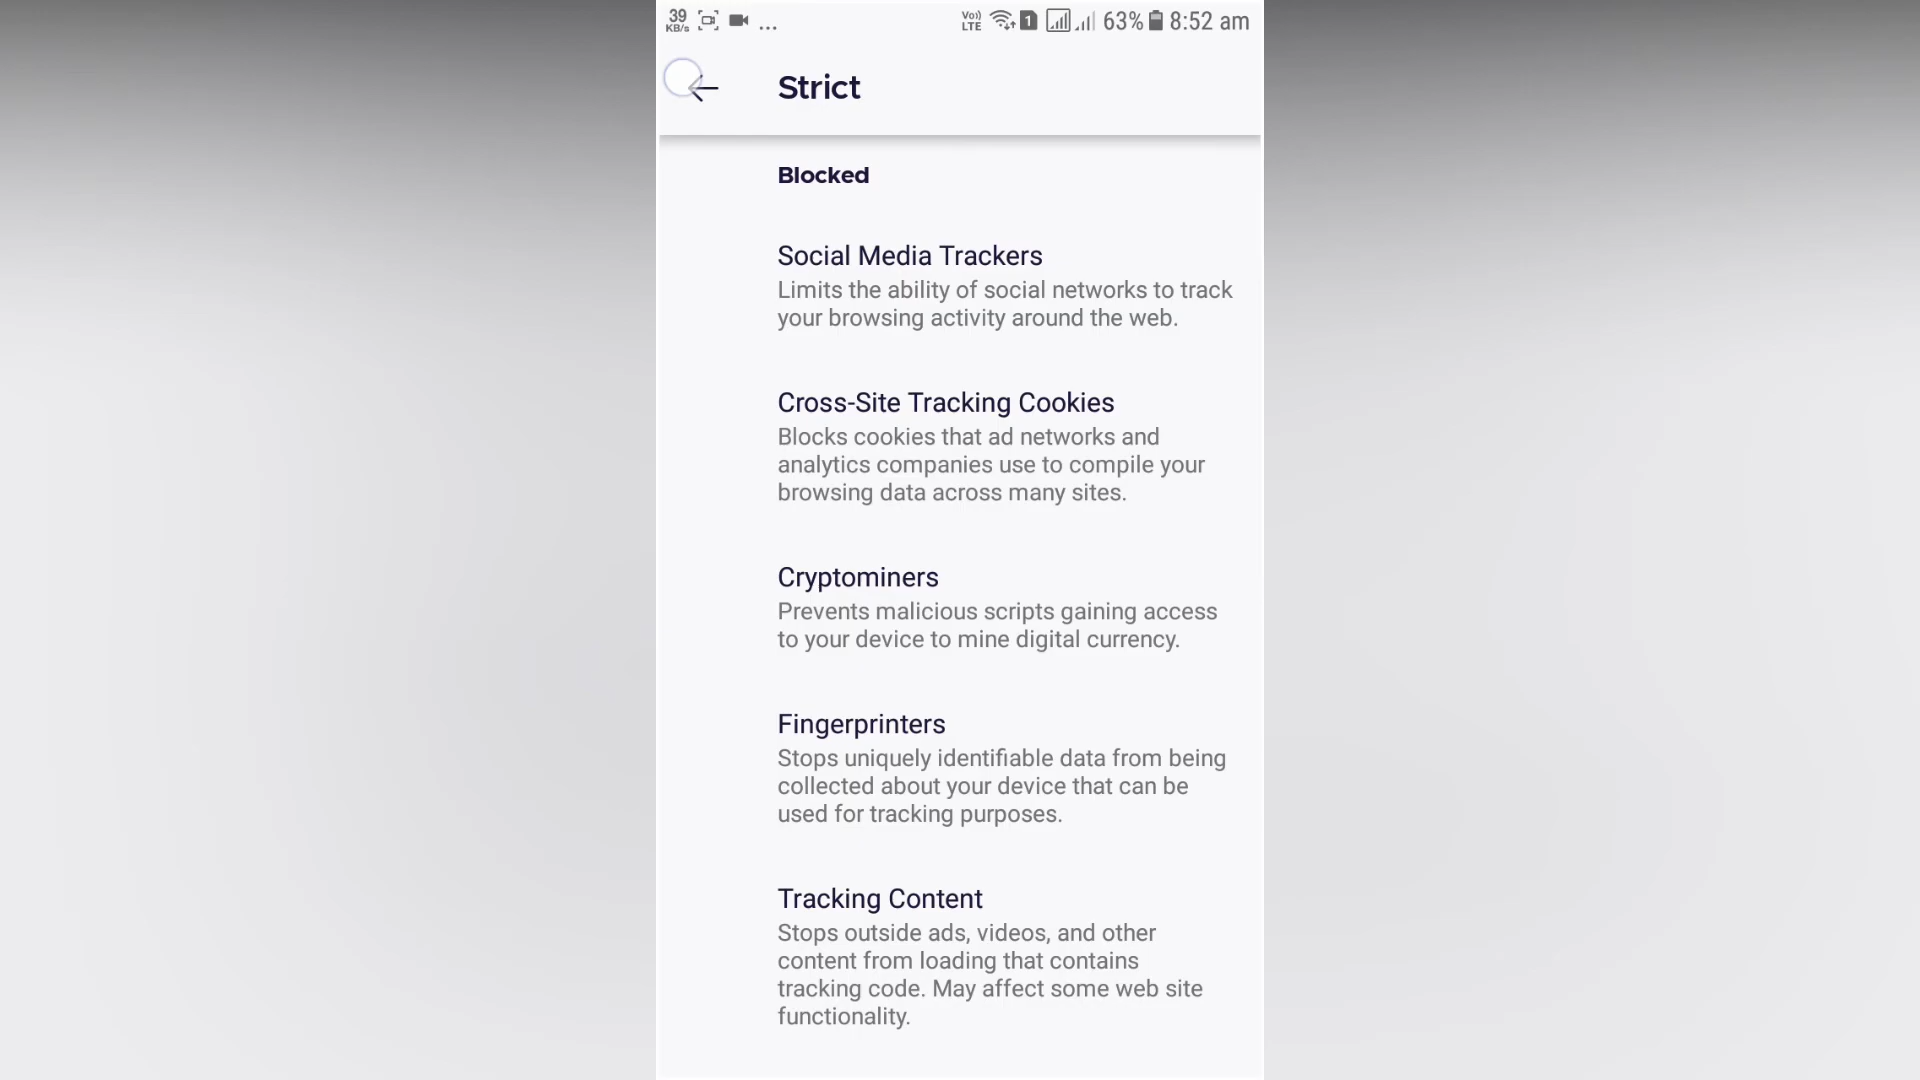 39 KB/s ... Vo)) LTE 1 63% 8:52 am
Strict
Blocked
Social Media Trackers
Limits the ability of social networks to track
your browsing activity around the web.
Cross-Site Tracking Cookies
Blocks cookies that ad networks and
analytics companies use to compile your
browsing data across many sites.
Cryptominers
Prevents malicious scripts gaining access
to your device to mine digital currency.
Fingerprinters
Stops uniquely identifiable data from being
collected about your device that can be
used for tracking purposes.
Tracking Content
Stops outside ads, videos, and other
content from loading that contains
tracking code. May affect some web site
functionality.